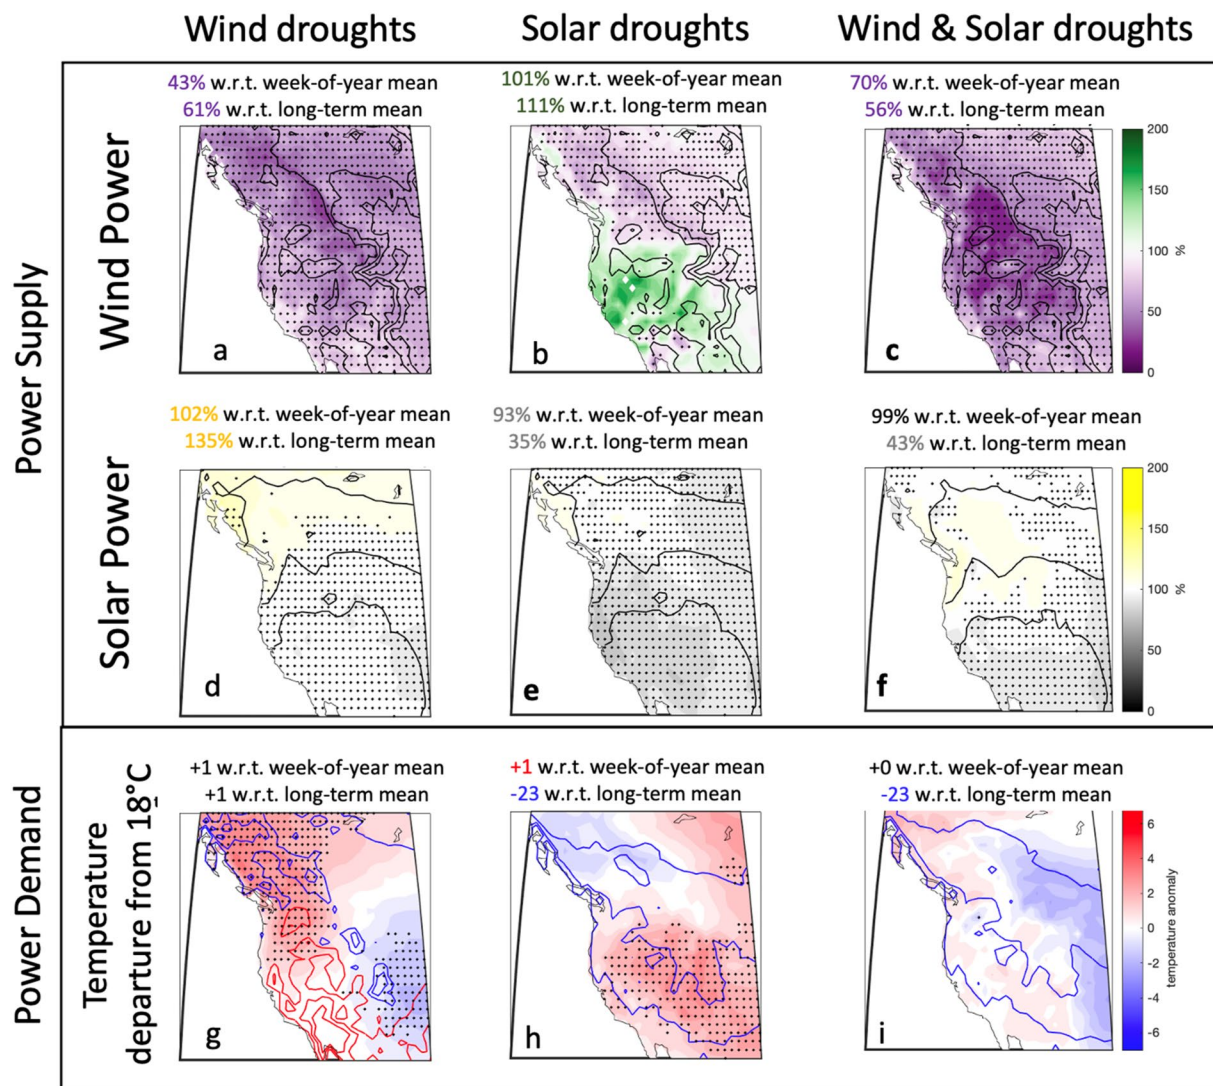 Wind droughts
Solar droughts
Wind & Solar droughts
Power Supply
Wind Power
43% w.r.t. week-of-year mean
61% w.r.t. long-term mean
a
101% w.r.t. week-of-year mean
111% w.r.t. long-term mean
b
70% w.r.t. week-of-year mean
56% w.r.t. long-term mean
c
200
150
100
50
0
%
Solar Power
102% w.r.t. week-of-year mean
135% w.r.t. long-term mean
d
93% w.r.t. week-of-year mean
35% w.r.t. long-term mean
e
99% w.r.t. week-of-year mean
43% w.r.t. long-term mean
f
200
150
100
50
0
%
Power Demand
Temperature
departure from 18°C
+1 w.r.t. week-of-year mean
+1 w.r.t. long-term mean
g
+1 w.r.t. week-of-year mean
-23 w.r.t. long-term mean
h
+0 w.r.t. week-of-year mean
-23 w.r.t. long-term mean
i
6
4
2
0
-2
-4
-6
temperature anomaly